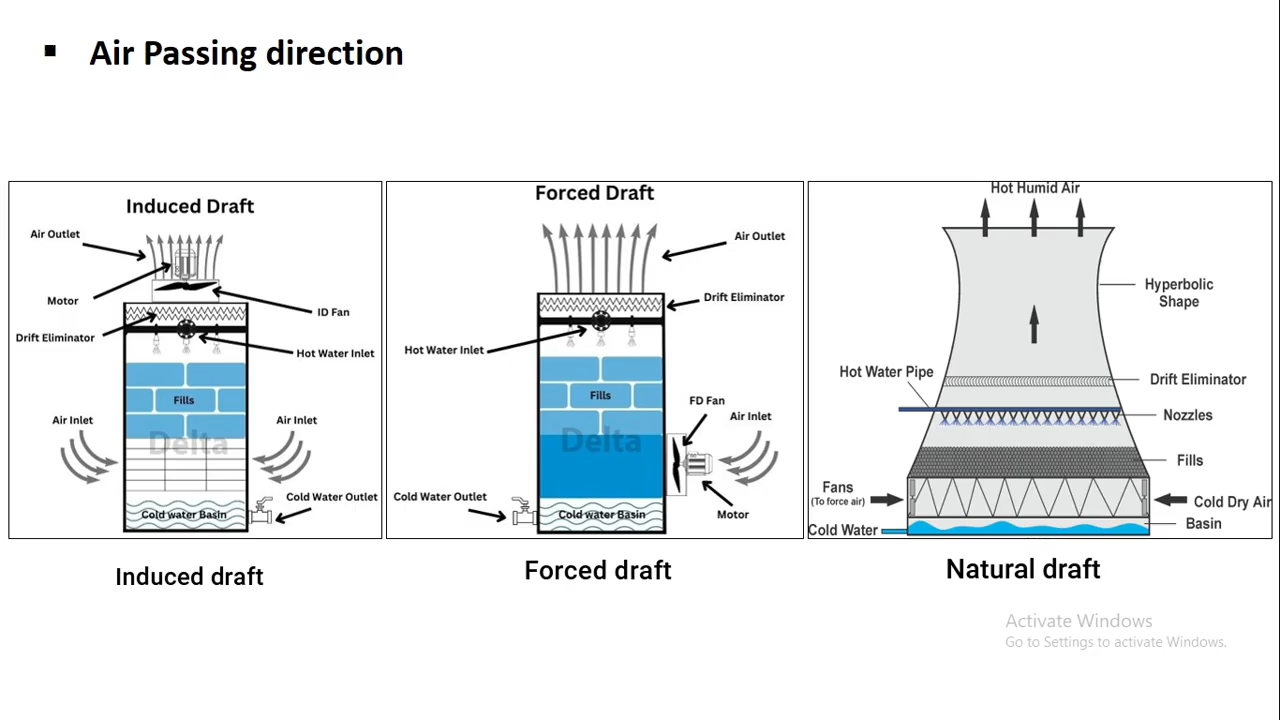 ▪ Air Passing direction
Induced Draft
Air Outlet
Motor
ID Fan
Drift Eliminator
Hot Water Inlet
Fills
Air Inlet
Air Inlet
Delta
Cold Water Outlet
Cold water Basin
Induced draft
Forced Draft
Air Outlet
Drift Eliminator
Hot Water Inlet
Fills
FD Fan
Air Inlet
Delta
Cold Water Outlet
Cold water Basin
Motor
Forced draft
Hot Humid Air
Hyperbolic
Shape
Hot Water Pipe
Drift Eliminator
Nozzles
Fills
Fans
(To force air)
Cold Dry Air
Cold Water
Basin
Natural draft
Activate Windows
Go to Settings to activate Windows.